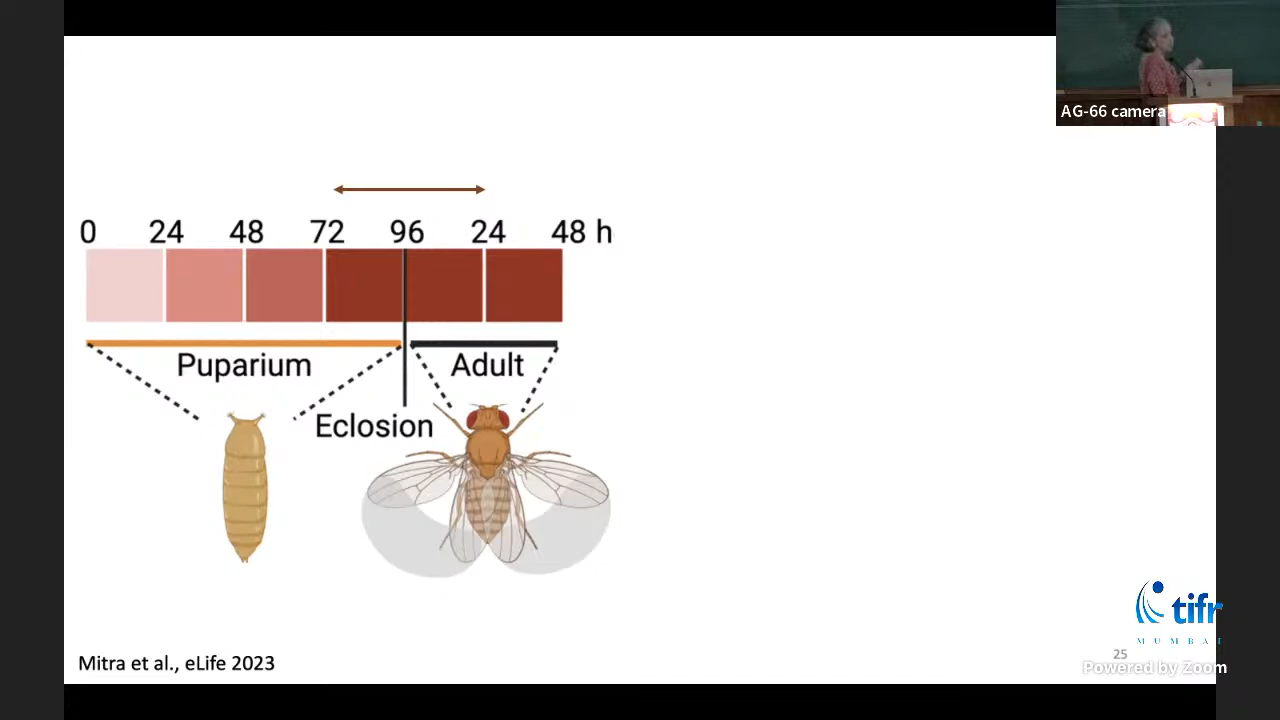 AG-66 camera
0 24 48 72 96 24 48 h
Puparium Adult
Eclosion
tifr
MUMBAI
25
Powered by Zoom
Mitra et al., eLife 2023